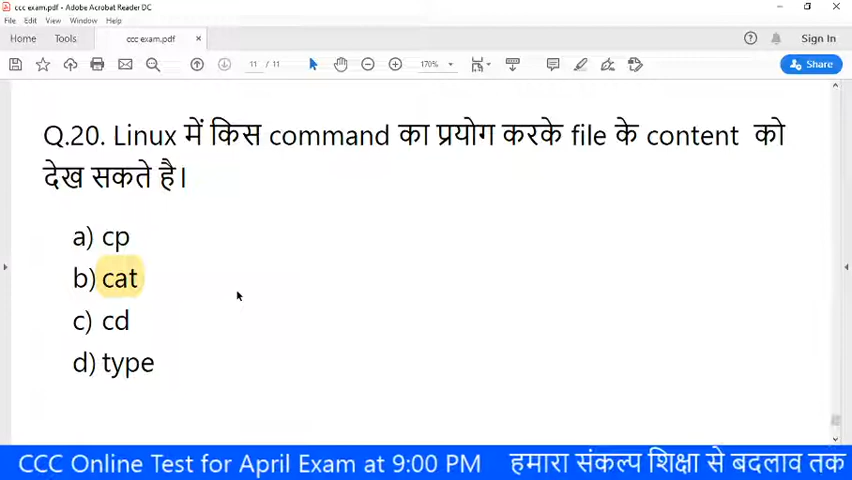 ccc exam.pdf - Adobe Acrobat Reader DC
File Edit View Window Help
Home Tools ccc exam.pdf × Sign In
11 / 11 170% Share
Q.20. Linux में किस command का प्रयोग करके file के content को
देख सकते है।
a) cp
b) cat
c) cd
d) type
CCC Online Test for April Exam at 9:00 PM हमारा संकल्प शिक्षा से बदलाव तक